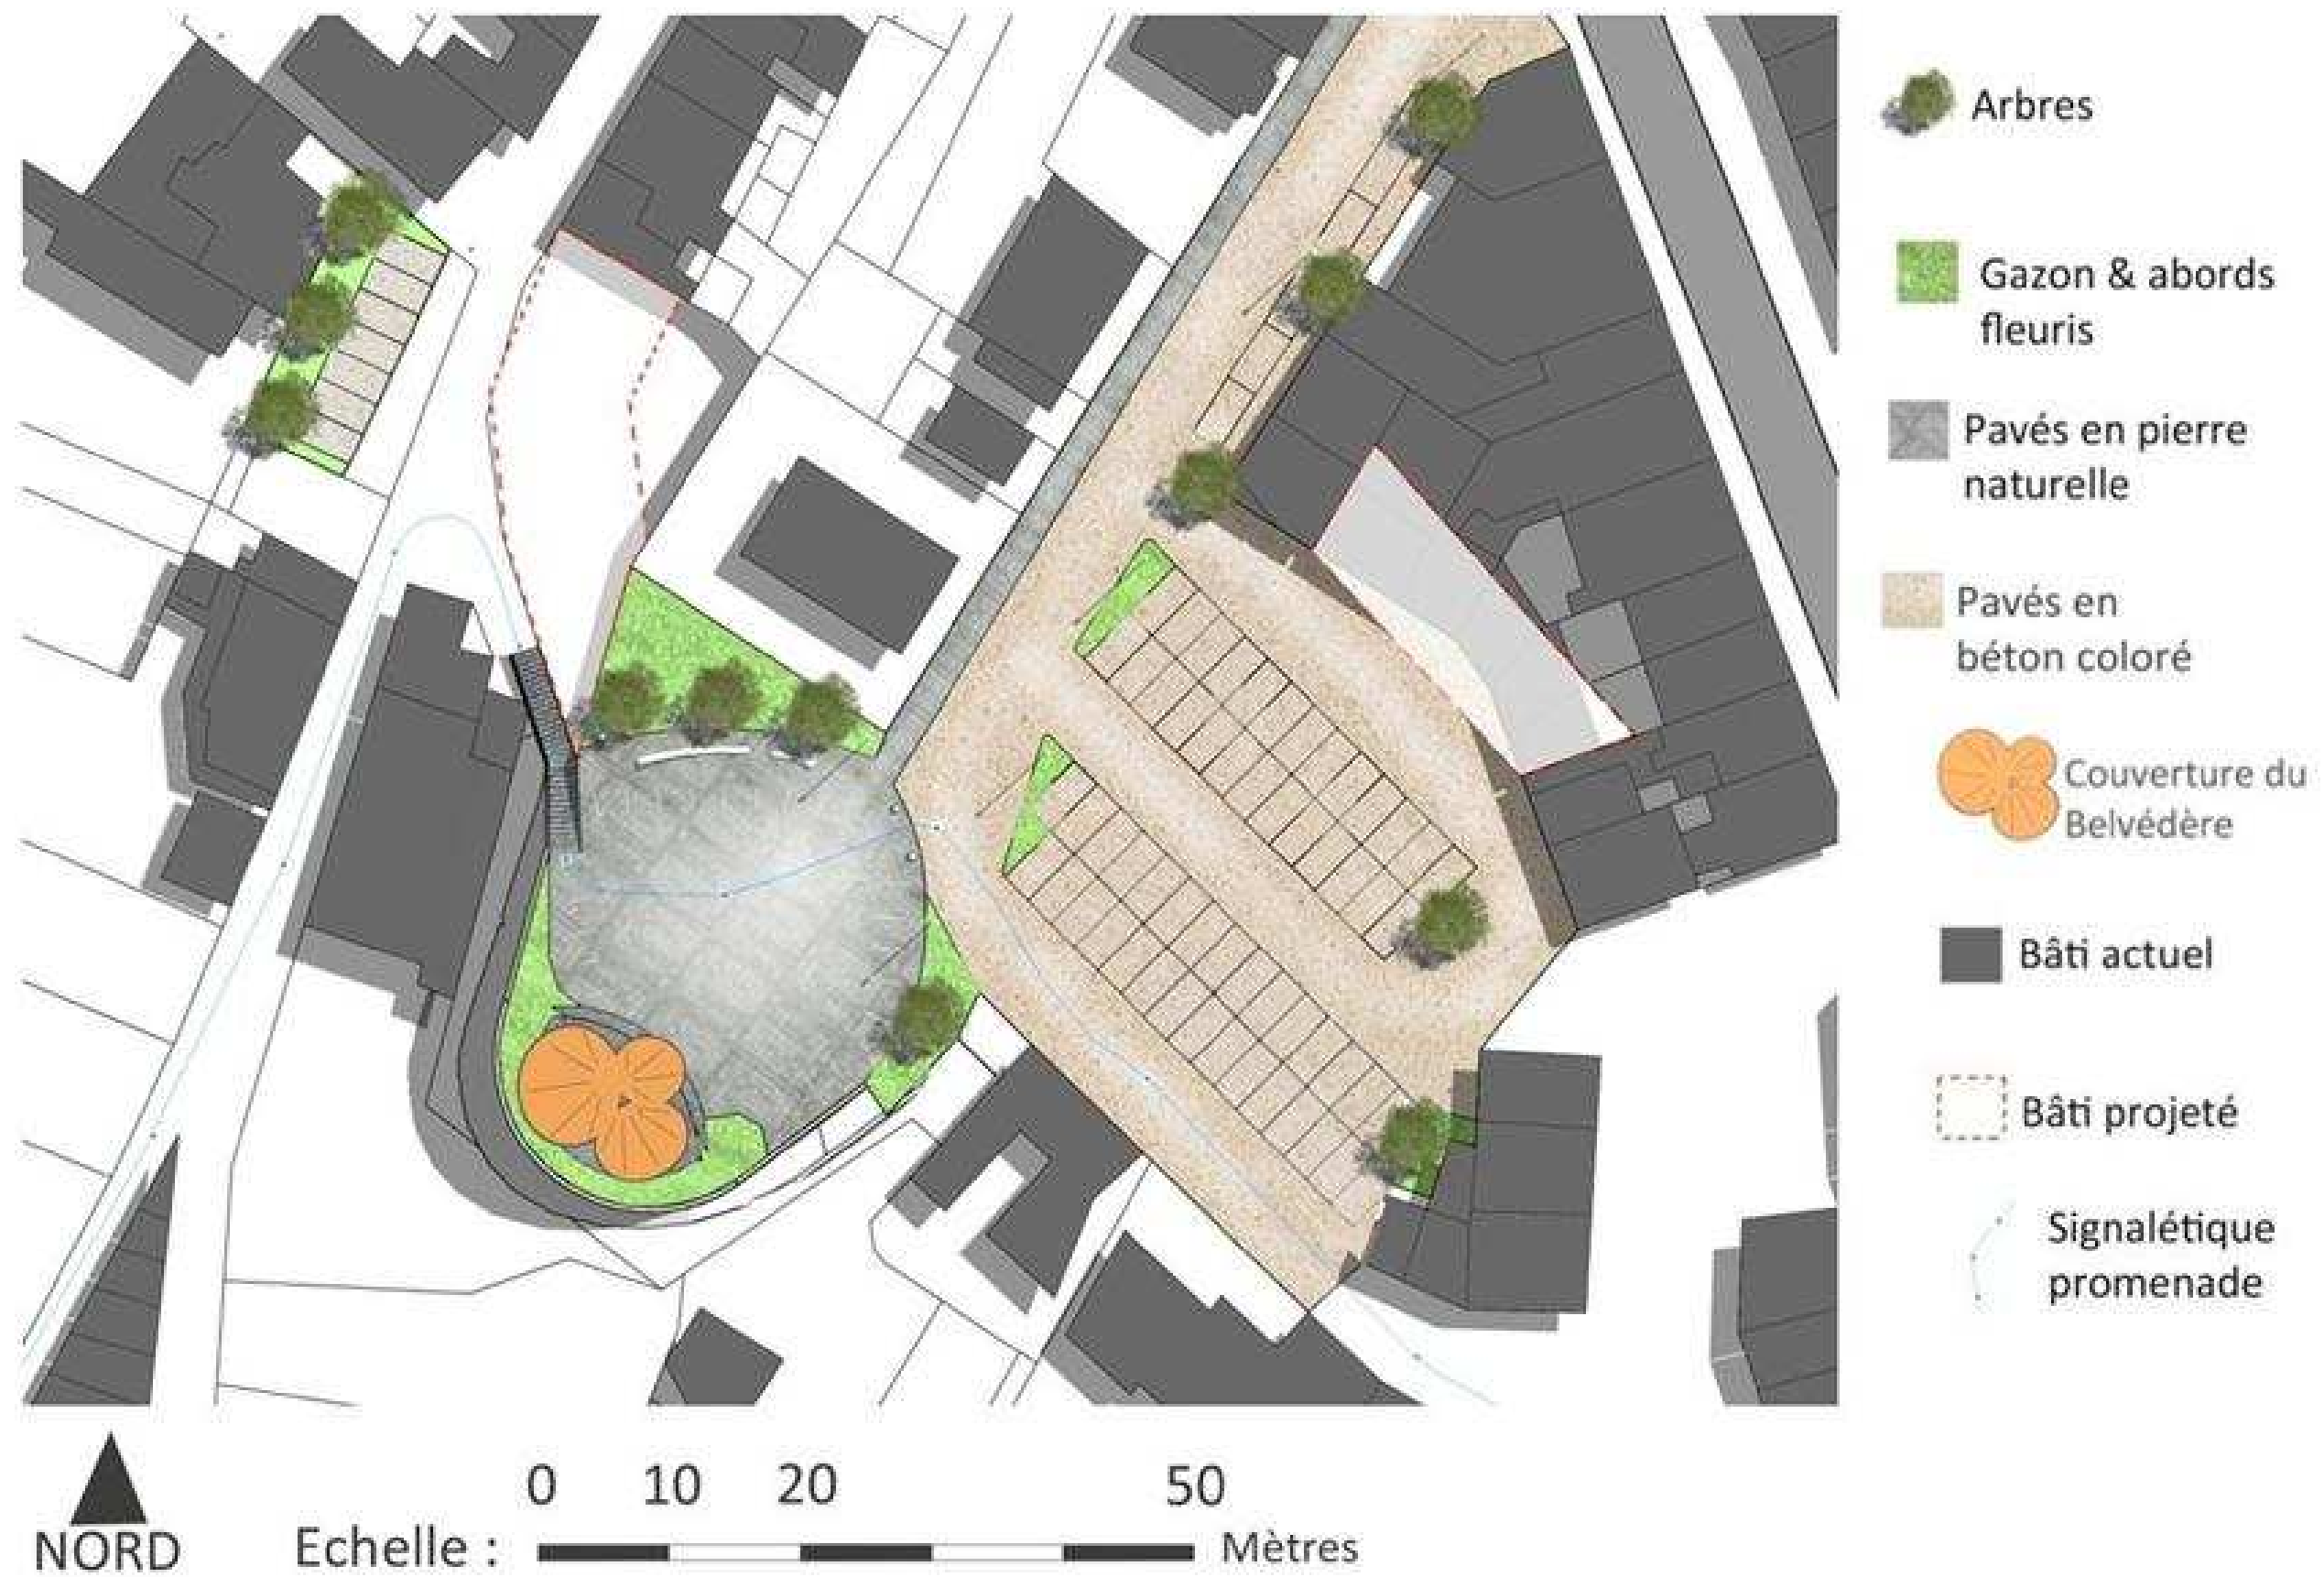 Arbres
Gazon & abords
fleuris
Pavés en pierre
naturelle
Pavés en
béton coloré
Couverture du
Belvédère
Bâti actuel
Bâti projeté
Signalétique
promenade
NORD
0 10 20 50
Echelle : Mètres